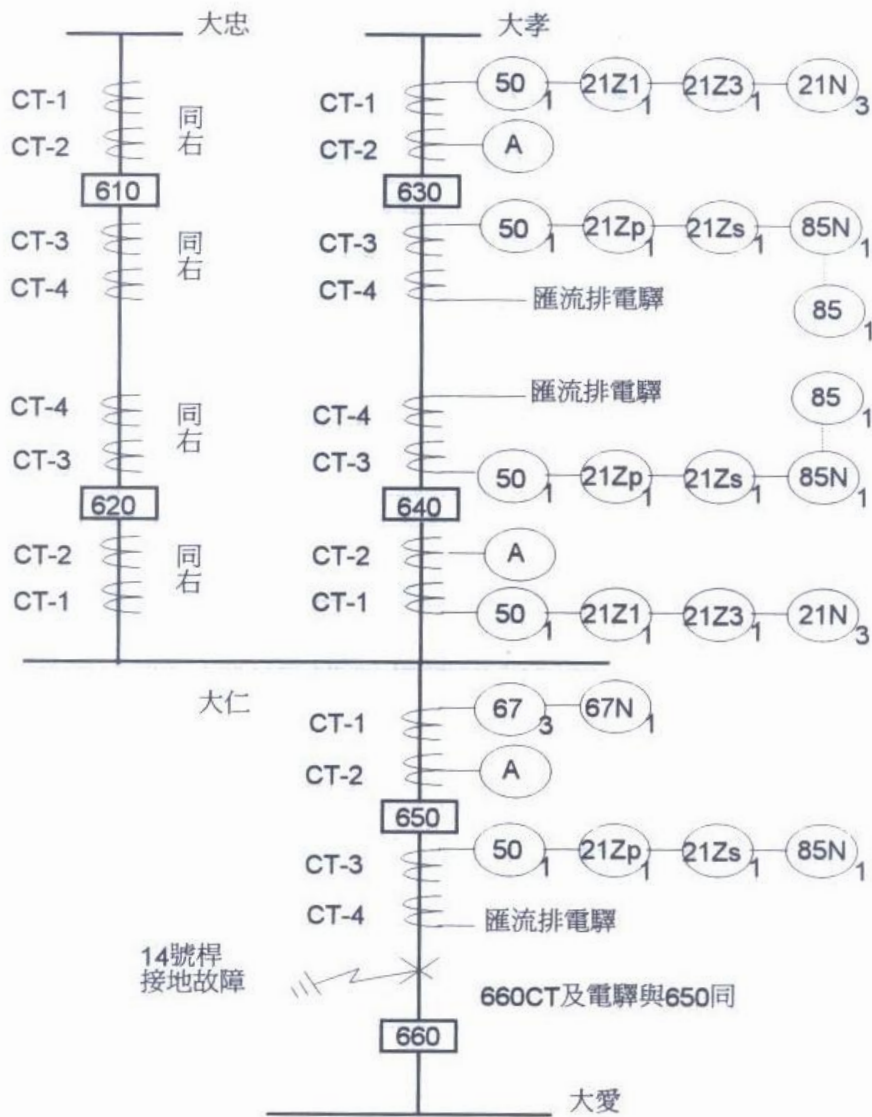 大忠
大孝
CT-1
同右
CT-1
50 1
21Z1 1
21Z3 1
21N 3
CT-2
CT-2
A
610
630
CT-3
同右
CT-3
50 1
21Zp 1
21Zs 1
85N 1
CT-4
CT-4
匯流排電驛
85 1
CT-4
同右
CT-4
匯流排電驛
85 1
CT-3
CT-3
50 1
21Zp 1
21Zs 1
85N 1
620
640
CT-2
同右
CT-2
A
CT-1
CT-1
50 1
21Z1 1
21Z3 1
21N 3
大仁
CT-1
67 3
67N 1
CT-2
A
650
CT-3
50 1
21Zp 1
21Zs 1
85N 1
CT-4
匯流排電驛
14號桿
接地故障
660CT及電驛與650同
660
大愛